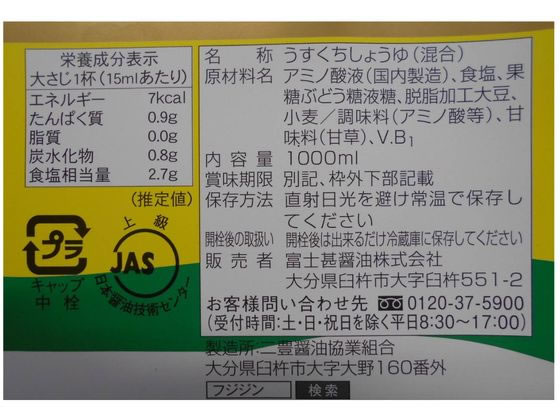 栄養成分表示
大さじ1杯(15mlあたり)
エネルギー 7kcal
たんぱく質 0.9g
脂質 0.0g
炭水化物 0.8g
食塩相当量 2.7g
(推定値)
プラ
キャップ
中栓
上級
JAS
日本醤油技術センター
名称 うすくちしょうゆ(混合)
原材料名 アミノ酸液(国内製造)、食塩、果
糖ぶどう糖液糖、脱脂加工大豆、
小麦/調味料(アミノ酸等)、甘
味料(甘草)、V.B1
内容量 1000ml
賞味期限 別記、枠外下部記載
保存方法 直射日光を避け常温で保存し
てください
開栓後の取扱い 開栓後は出来るだけ冷蔵庫に保存してください
販売者 富士甚醤油株式会社
大分県臼杵市大字臼杵551-2
お客様問い合わせ先 0120-37-5900
(受付時間:土・日・祝日を除く平日8:30~17:00)
製造所:二豊醤油協業組合
大分県臼杵市大字大野160番外
フジジン 検索